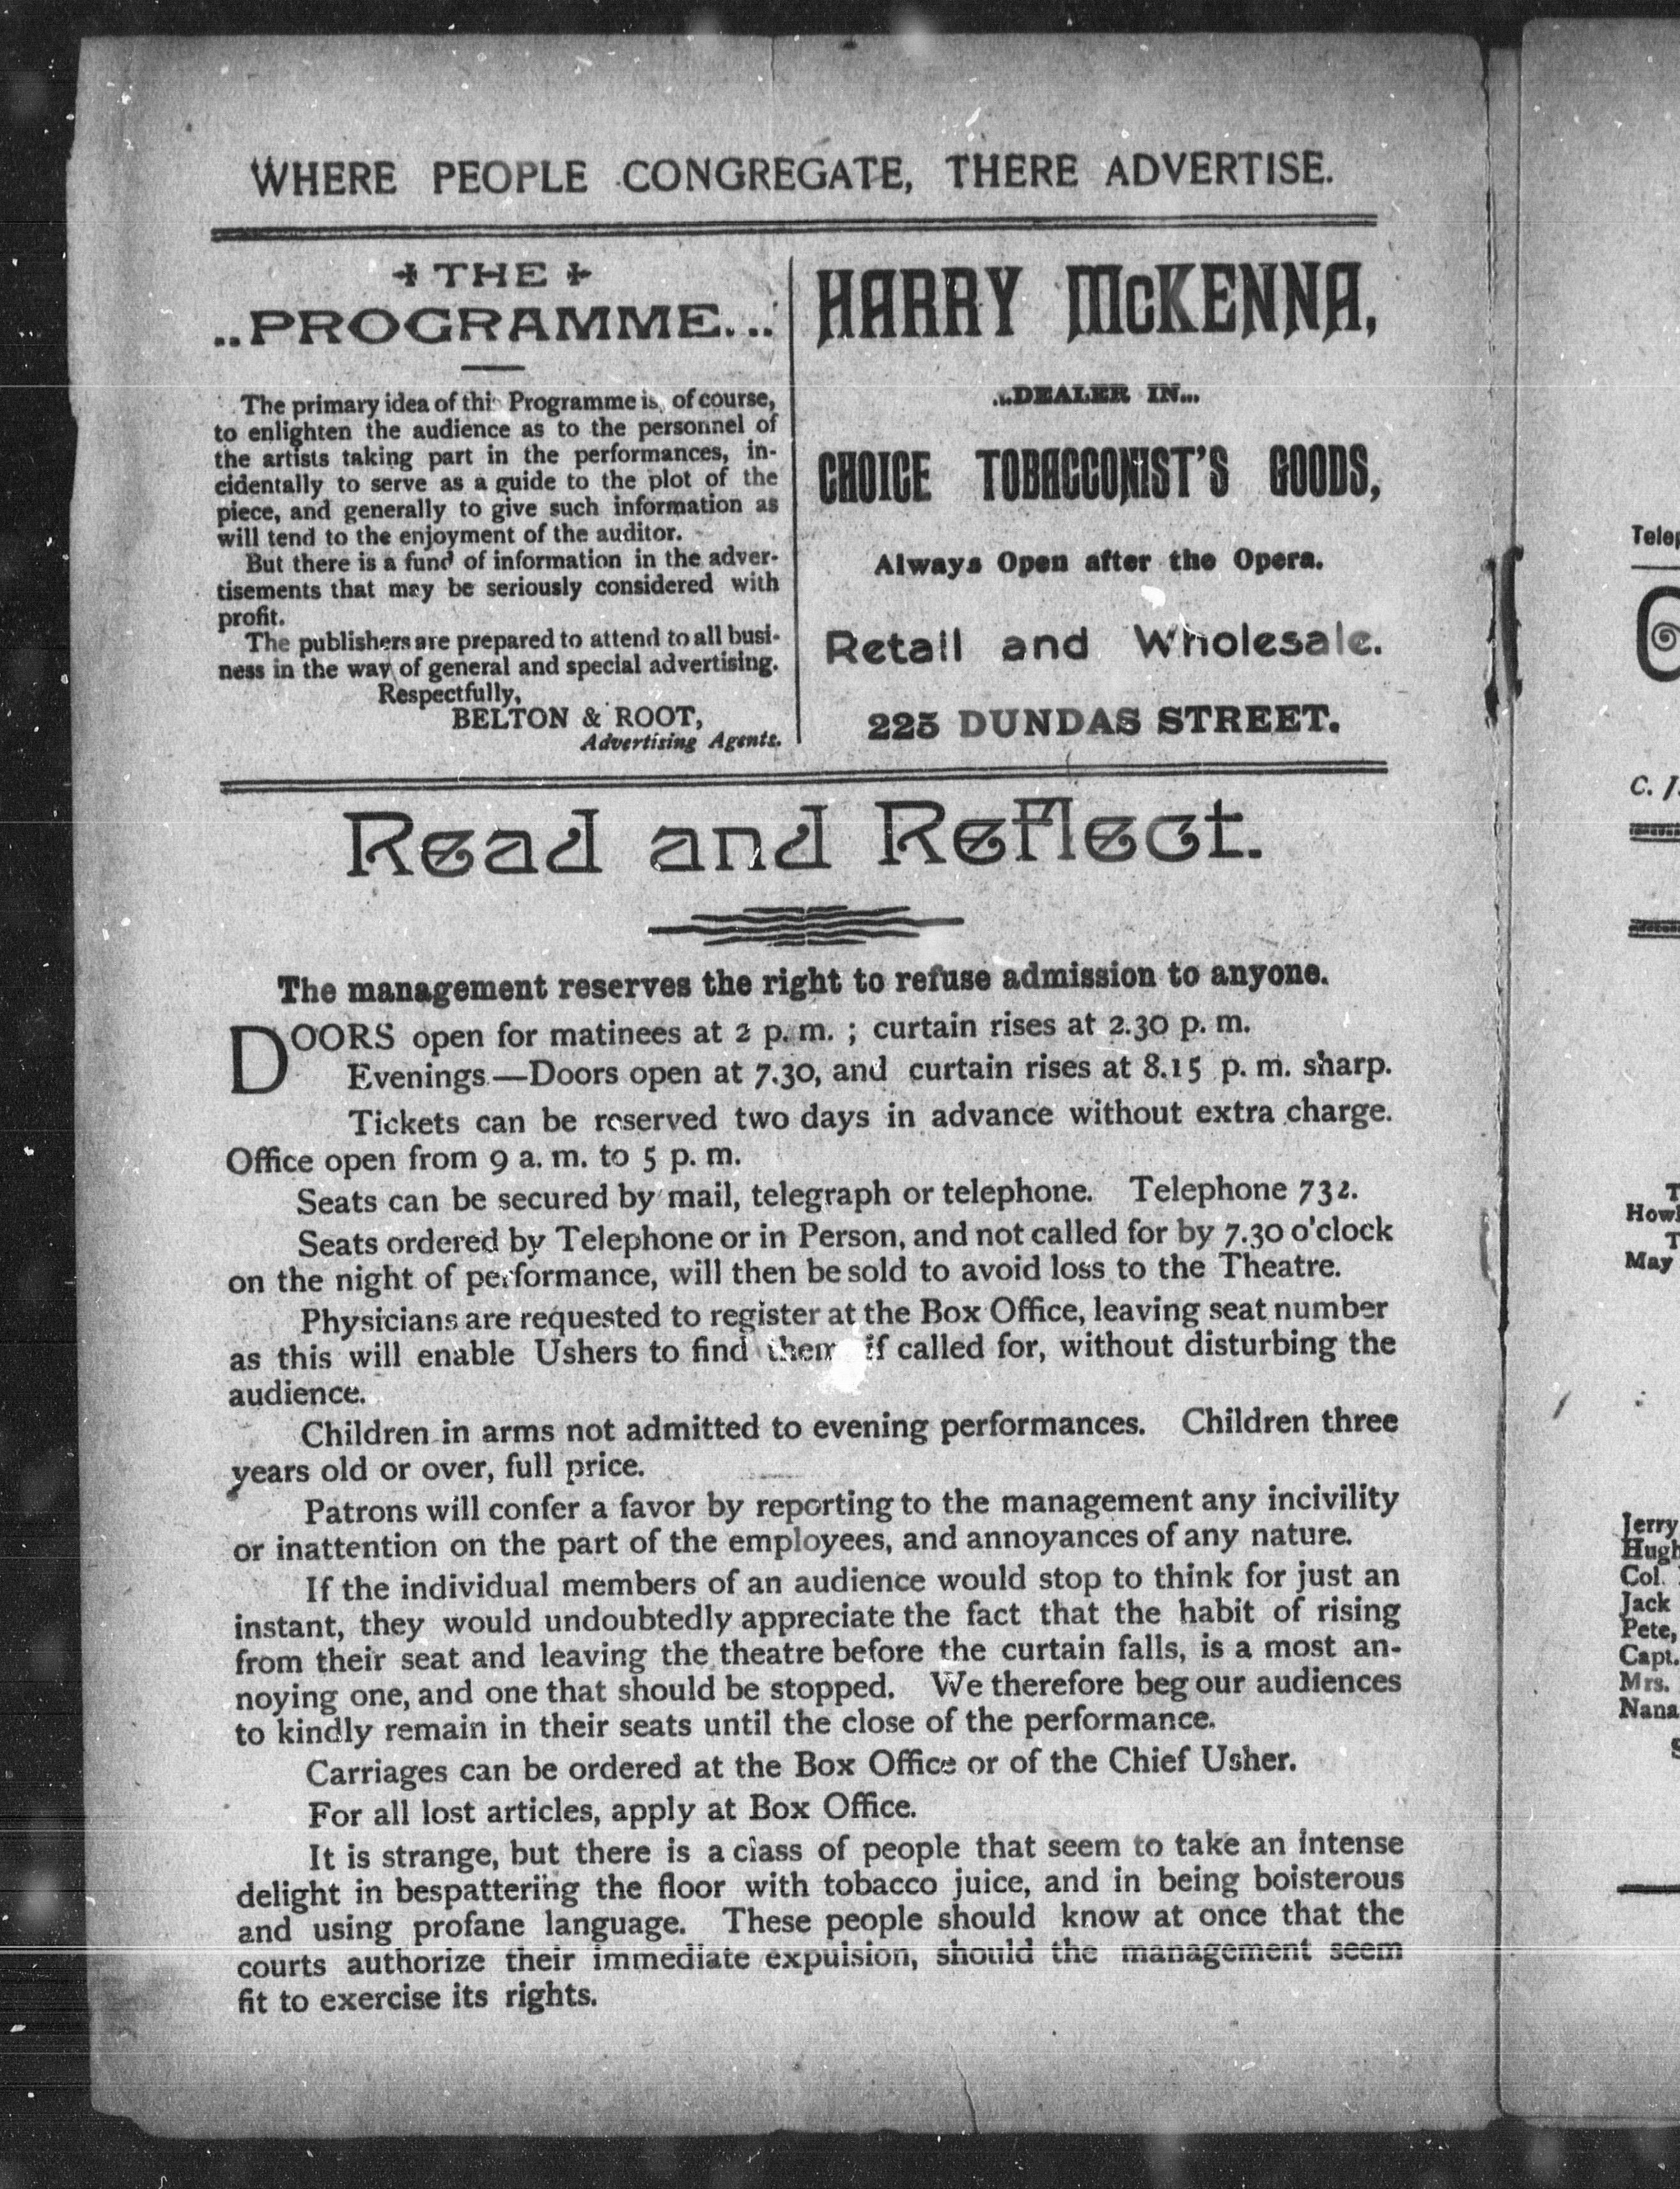 WHERE PEOPLE CONGREGATE, THERE ADVERTISE.
THE
..PROGRAMME...
The primary idea of this Programme is, of course,
to enlighten the audience as to the personnel of
the artists taking part in the performances, in-
cidentally to serve as a guide to the plot of the
piece, and generally to give such information as
will tend to the enjoyment of the auditor.
But there is a fund of information in the adver-
tisements that may be seriously considered with
profit.
The publishers are prepared to attend to all busi-
ness in the way of general and special advertising.
Respectfully,
BELTON & ROOT,
Advertising Agents.
HARRY McKENNA,
...DEALER IN...
CHOICE TOBACCONIST'S GOODS,
Always Open after the Opera.
Retail and Wholesale.
225 DUNDAS STREET.
Read and Reflect.
The management reserves the right to refuse admission to anyone.
DOORS open for matinees at 2 p. m. ; curtain rises at 2.30 p. m.
Evenings—Doors open at 7.30, and curtain rises at 8.15 p. m. sharp.
Tickets can be reserved two days in advance without extra charge.
Office open from 9 a. m. to 5 p. m.
Seats can be secured by mail, telegraph or telephone. Telephone 732.
Seats ordered by Telephone or in Person, and not called for by 7.30 o'clock
on the night of performance, will then be sold to avoid loss to the Theatre.
Physicians are requested to register at the Box Office, leaving seat number
as this will enable Ushers to find them if called for, without disturbing the
audience.
Children in arms not admitted to evening performances. Children three
years old or over, full price.
Patrons will confer a favor by reporting to the management any incivility
or inattention on the part of the employees, and annoyances of any nature.
If the individual members of an audience would stop to think for just an
instant, they would undoubtedly appreciate the fact that the habit of rising
from their seat and leaving the theatre before the curtain falls, is a most an-
noying one, and one that should be stopped. We therefore beg our audiences
to kindly remain in their seats until the close of the performance.
Carriages can be ordered at the Box Office or of the Chief Usher.
For all lost articles, apply at Box Office.
It is strange, but there is a class of people that seem to take an intense
delight in bespattering the floor with tobacco juice, and in being boisterous
and using profane language. These people should know at once that the
courts authorize their immediate expulsion, should the management seem
fit to exercise its rights.
C. J.
May
Jerry
Hugh
Col.
Jack
Pete,
Capt.
Mrs.
Nana